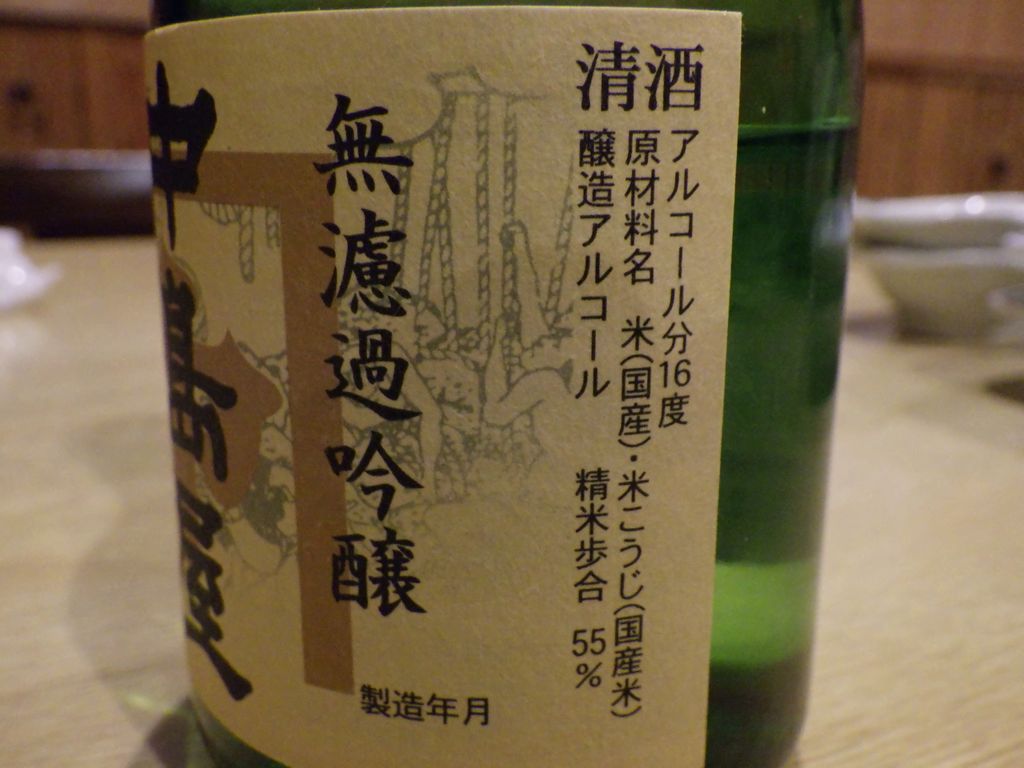 清酒
アルコール分16度
原材料名 米(国産)・米こうじ(国産米)
醸造アルコール 精米歩合 55%
無濾過吟醸
製造年月
屋